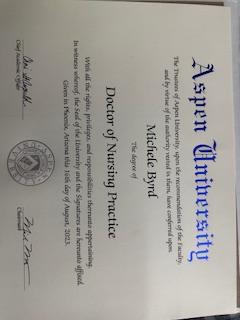 Aspen University
The Trustees of Aspen University, upon the recommendation of the Faculty,
and by virtue of the authority vested in them, have conferred upon
Michele Byrd
The degree of
Doctor of Nursing Practice
With all the rights, privileges and responsibilities thereunto appertaining.
In witness whereof, the Seal of the University and the Signatures are hereunto affixed.
Given in Phoenix, Arizona this 16th day of August, 2023.
Chief Academic Officer
Chairman